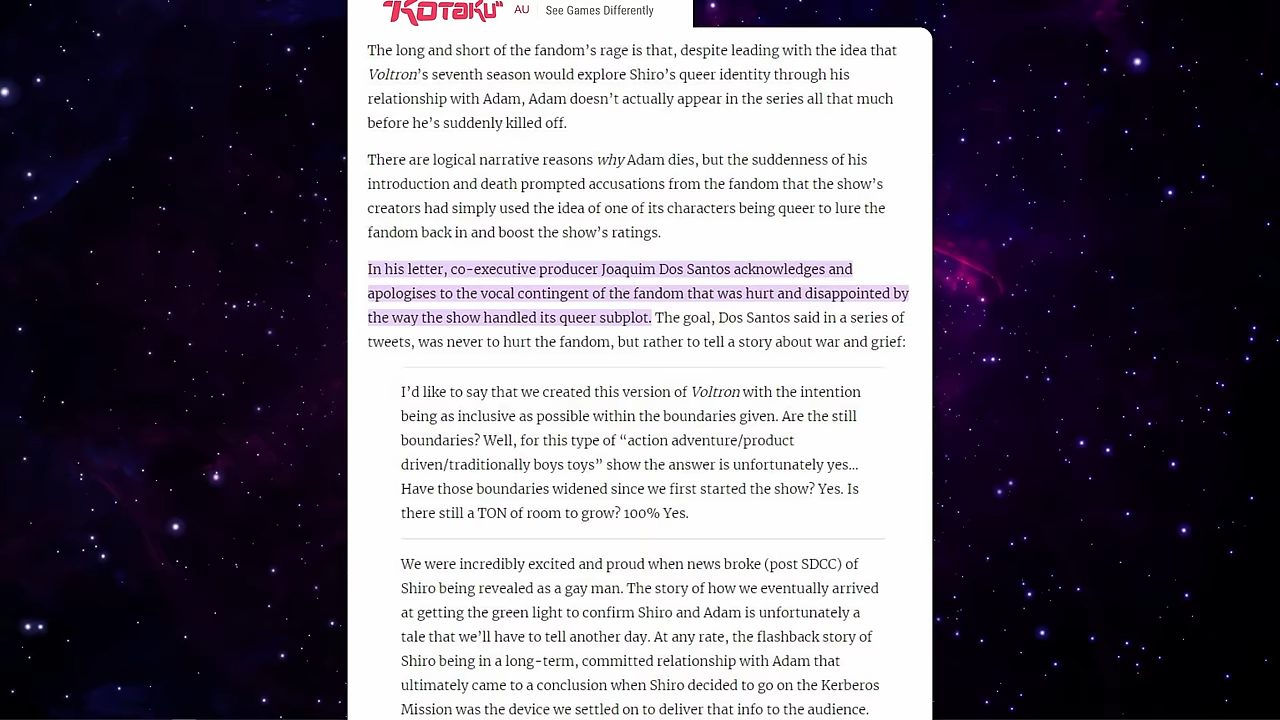 KOTAKU AU See Games Differently
The long and short of the fandom’s rage is that, despite leading with the idea that
Voltron’s seventh season would explore Shiro’s queer identity through his
relationship with Adam, Adam doesn’t actually appear in the series all that much
before he’s suddenly killed off.
There are logical narrative reasons why Adam dies, but the suddenness of his
introduction and death prompted accusations from the fandom that the show’s
creators had simply used the idea of one of its characters being queer to lure the
fandom back in and boost the show’s ratings.
In his letter, co-executive producer Joaquim Dos Santos acknowledges and
apologises to the vocal contingent of the fandom that was hurt and disappointed by
the way the show handled its queer subplot. The goal, Dos Santos said in a series of
tweets, was never to hurt the fandom, but rather to tell a story about war and grief:
I’d like to say that we created this version of Voltron with the intention
being as inclusive as possible within the boundaries given. Are the still
boundaries? Well, for this type of “action adventure/product
driven/traditionally boys toys” show the answer is unfortunately yes…
Have those boundaries widened since we first started the show? Yes. Is
there still a TON of room to grow? 100% Yes.
We were incredibly excited and proud when news broke (post SDCC) of
Shiro being revealed as a gay man. The story of how we eventually arrived
at getting the green light to confirm Shiro and Adam is unfortunately a
tale that we’ll have to tell another day. At any rate, the flashback story of
Shiro being in a long-term, committed relationship with Adam that
ultimately came to a conclusion when Shiro decided to go on the Kerberos
Mission was the device we settled on to deliver that info to the audience.